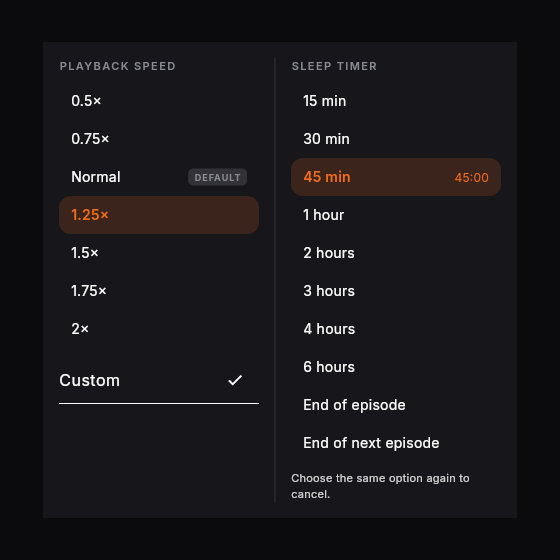 PLAYBACK SPEED
0.5×
0.75×
Normal DEFAULT
1.25×
1.5×
1.75×
2×
Custom
SLEEP TIMER
15 min
30 min
45 min 45:00
1 hour
2 hours
3 hours
4 hours
6 hours
End of episode
End of next episode
Choose the same option again to
cancel.